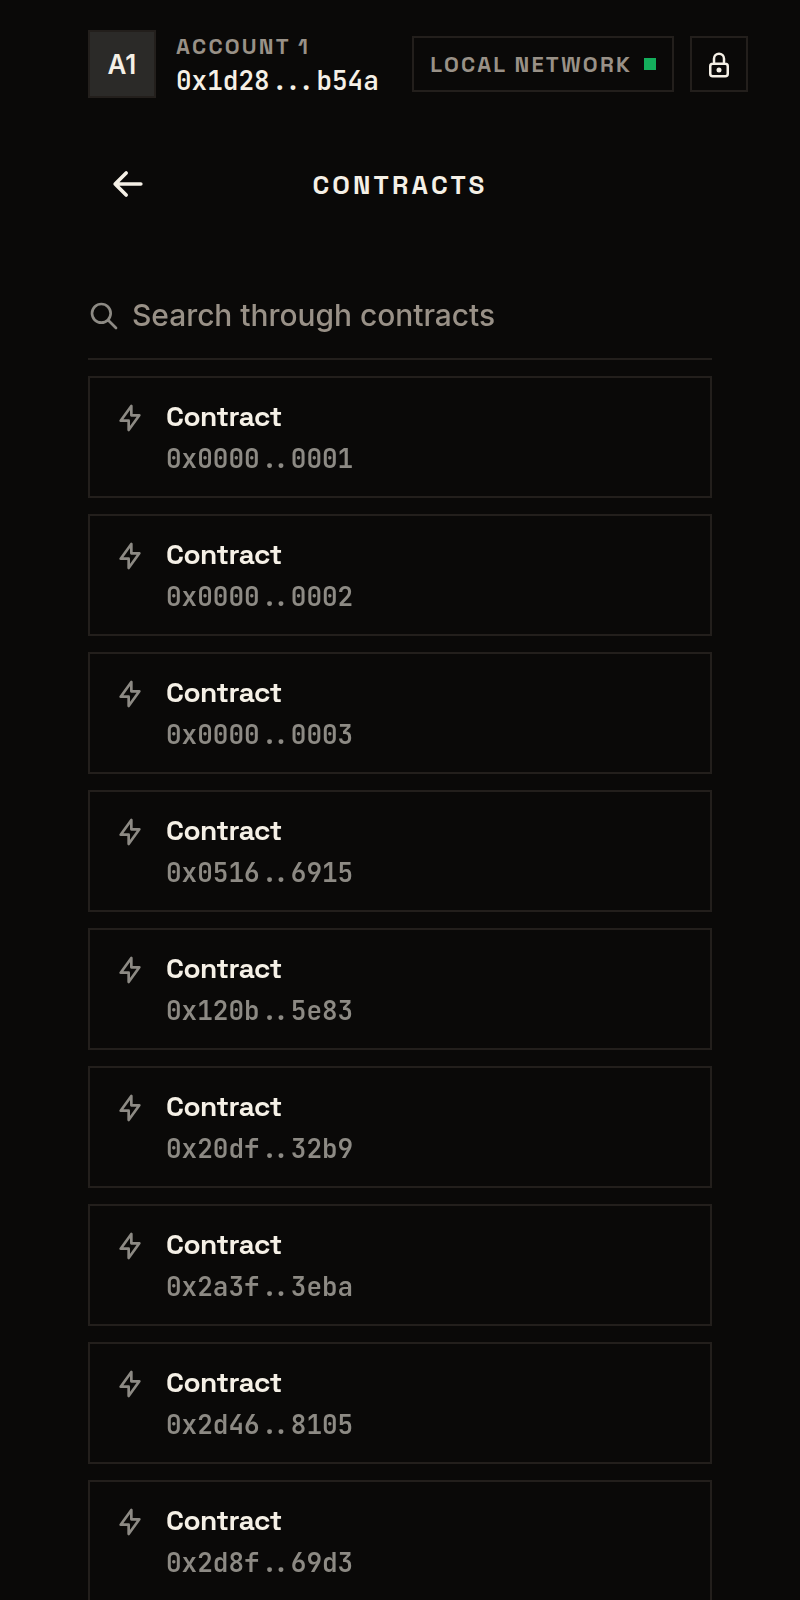 A1
ACCOUNT 1
0x1d28...b54a
LOCAL NETWORK
CONTRACTS
Search through contracts
Contract
0x0000..0001
Contract
0x0000..0002
Contract
0x0000..0003
Contract
0x0516..6915
Contract
0x120b..5e83
Contract
0x20df..32b9
Contract
0x2a3f..3eba
Contract
0x2d46..8105
Contract
0x2d8f..69d3